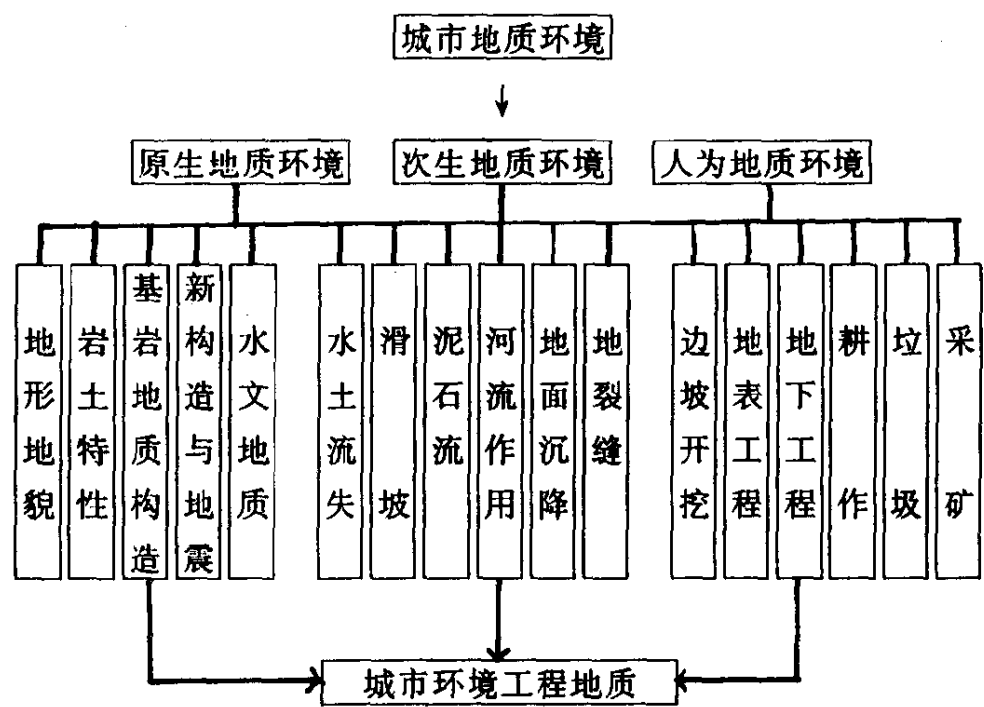 城市地质环境
原生地质环境
次生地质环境
人为地质环境
地形地貌
岩土特性
基岩地质构造
新构造与地震
水文地质
水土流失
滑坡
泥石流
河流作用
地面沉降
地裂缝
边坡开挖
地表工程
地下工程
耕作
垃圾
采矿
城市环境工程地质